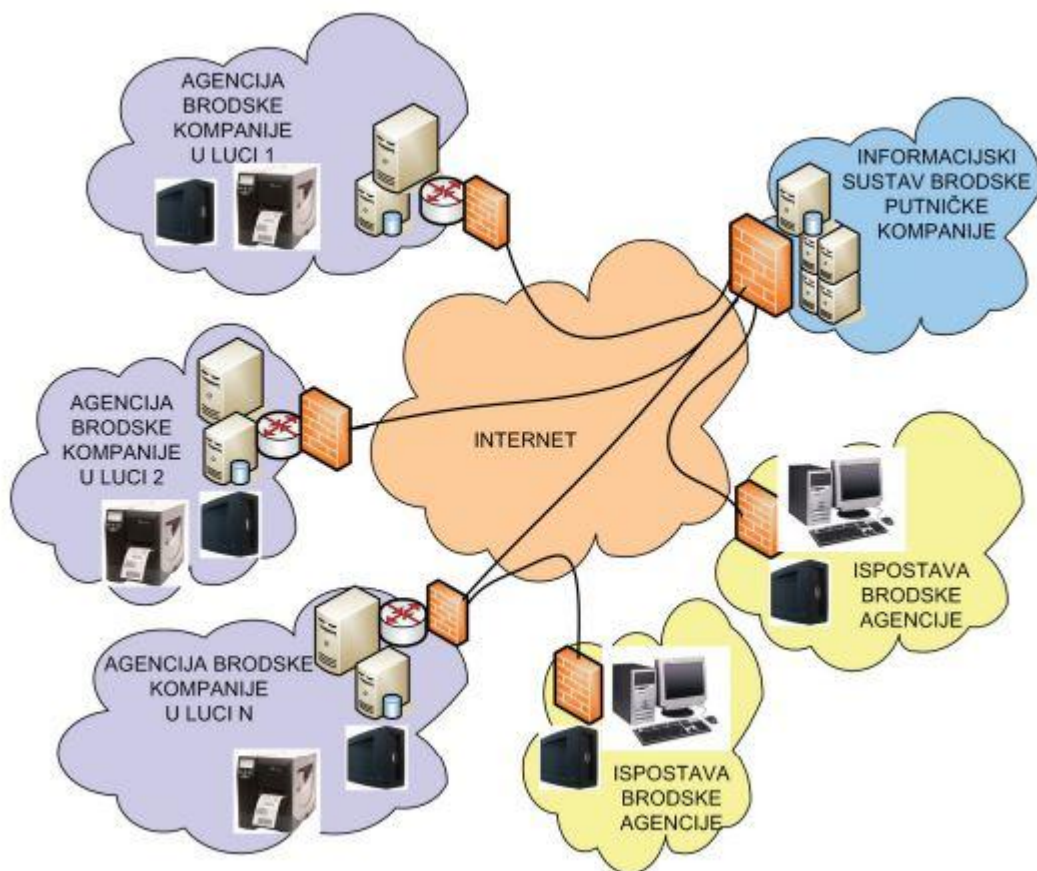 AGENCIJA
BRODSKE
KOMPANIJE
U LUCI 1
INFORMACIJSKI
SUSTAV BRODSKE
PUTNIČKE
KOMPANIJE
AGENCIJA
BRODSKE
KOMPANIJE
U LUCI 2
INTERNET
ISPOSTAVA
BRODSKE
AGENCIJE
AGENCIJA BRODSKE
KOMPANIJE
U LUCI N
ISPOSTAVA
BRODSKE
AGENCIJE